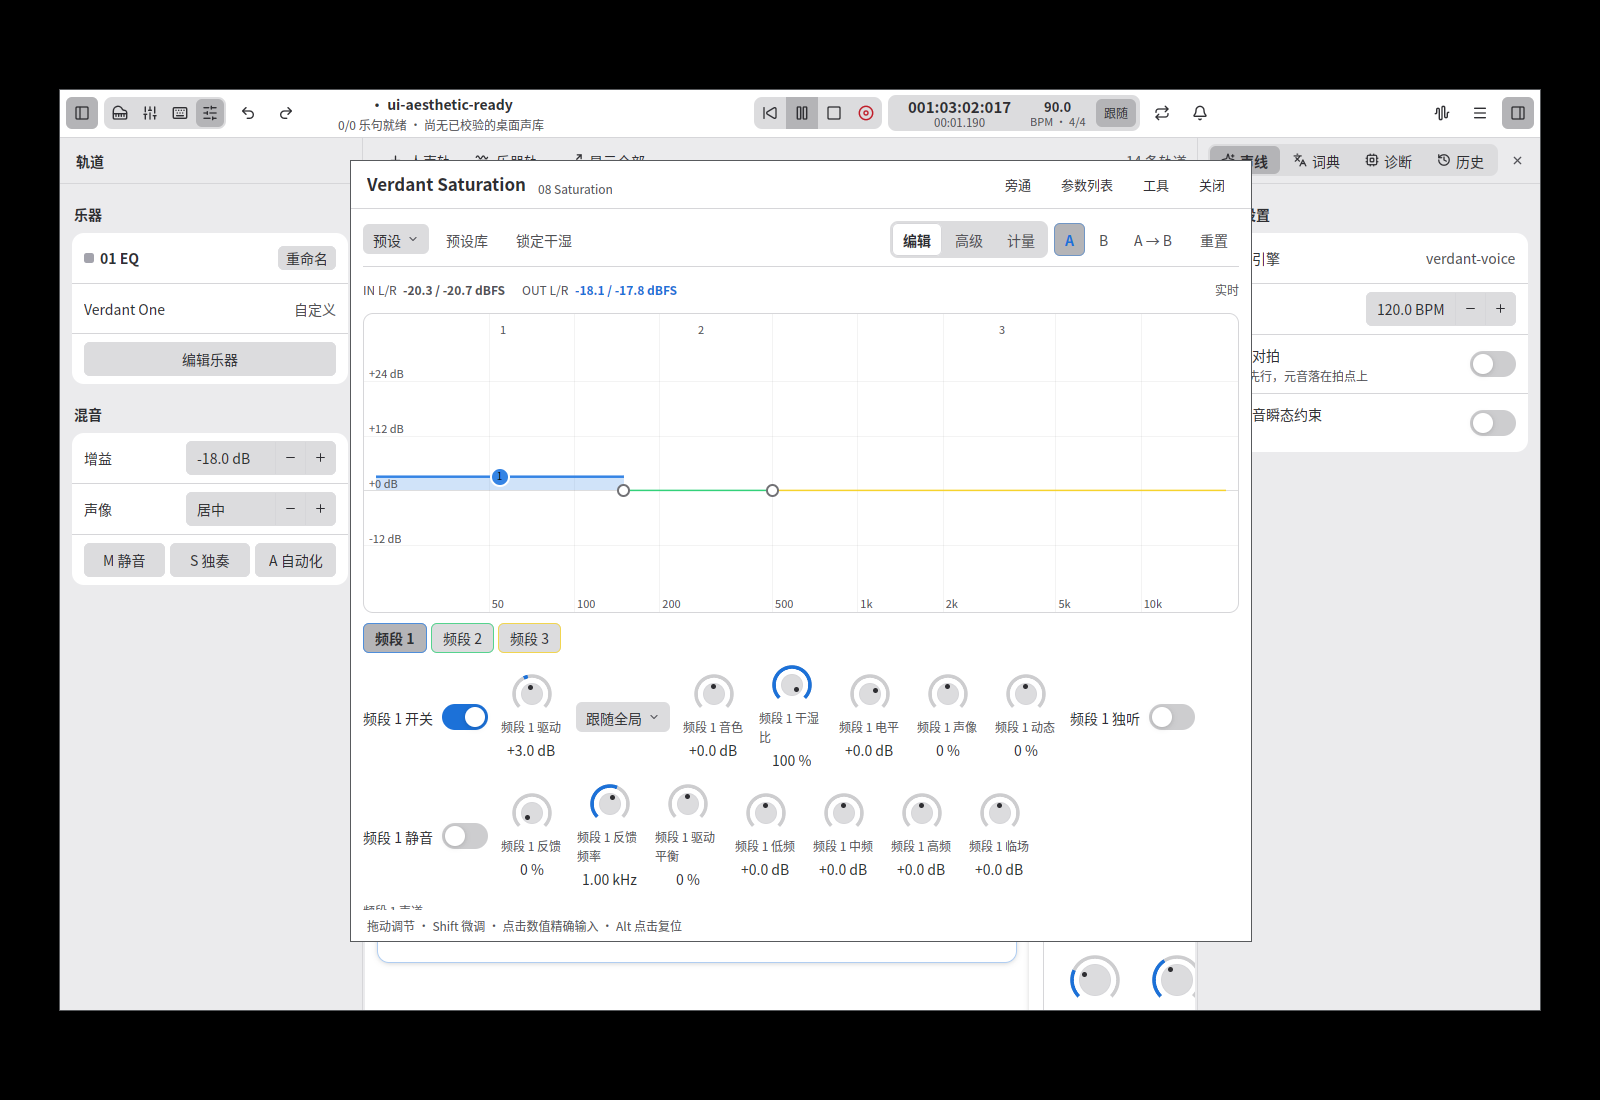 • ui-aesthetic-ready
0/0 乐句就绪 • 尚无已校验的桌面声库
001:03:02:017
00:01.190
90.0
BPM • 4/4
跟随
轨道
14 条轨道
词典
诊断
历史
Verdant Saturation
08 Saturation
旁通
参数列表
工具
关闭
预设
预设库
锁定干湿
编辑
高级
计量
A
B
A → B
重置
IN L/R -20.3 / -20.7 dBFS
OUT L/R -18.1 / -17.8 dBFS
实时
1
2
3
+24 dB
+12 dB
+0 dB
-12 dB
1
50
100
200
500
1k
2k
5k
10k
频段 1
频段 2
频段 3
频段 1 开关
频段 1 驱动
+3.0 dB
跟随全局
频段 1 音色
+0.0 dB
频段 1 干湿
比
100 %
频段 1 电平
+0.0 dB
频段 1 声像
0 %
频段 1 动态
0 %
频段 1 独听
频段 1 静音
频段 1 反馈
0 %
频段 1 反馈
频率
1.00 kHz
频段 1 驱动
平衡
0 %
频段 1 低频
+0.0 dB
频段 1 中频
+0.0 dB
频段 1 高频
+0.0 dB
频段 1 临场
+0.0 dB
拖动调节 • Shift 微调 • 点击数值精确输入 • Alt 点击复位
乐器
01 EQ
重命名
Verdant One
自定义
编辑乐器
混音
增益
-18.0 dB
声像
居中
M 静音
S 独奏
A 自动化
引擎
verdant-voice
120.0 BPM
对拍
先行，元音落在拍点上
音瞬态约束